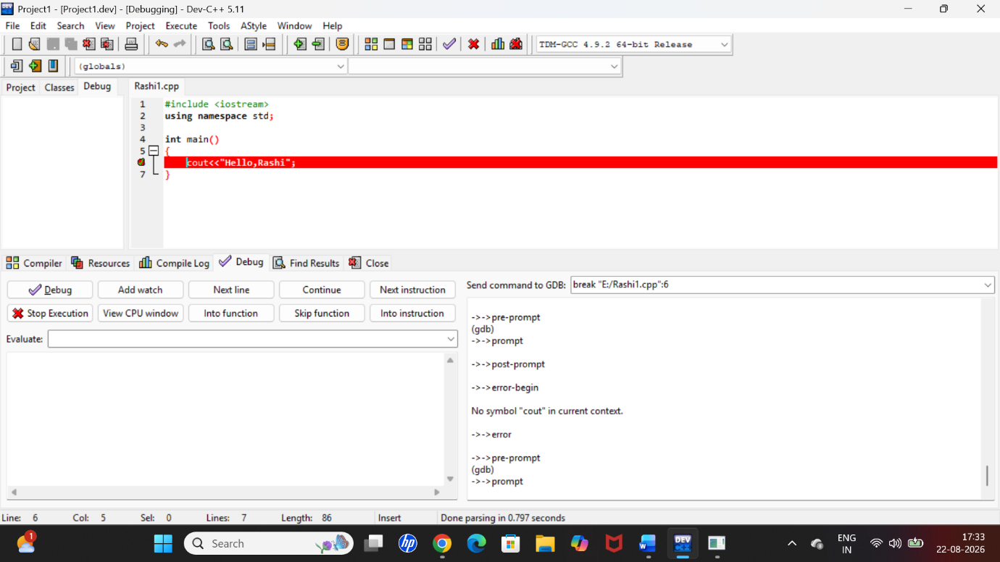 Project1 - [Project1.dev] - [Debugging] - Dev-C++ 5.11
File Edit Search View Project Execute Tools AStyle Window Help
TDM-GCC 4.9.2 64-bit Release
(globals)
Project Classes Debug
Rashi1.cpp
1 #include <iostream>
2 using namespace std;
3
4 int main()
5 {
cout<<"Hello,Rashi";
7 }
Compiler Resources Compile Log Debug Find Results Close
Debug Add watch Next line Continue Next instruction
Stop Execution View CPU window Into function Skip function Into instruction
Evaluate:
Send command to GDB: break "E:/Rashi1.cpp":6
->->pre-prompt
(gdb)
->->prompt
->->post-prompt
->->error-begin
No symbol "cout" in current context.
->->error
->->pre-prompt
(gdb)
->->prompt
Line: 6 Col: 5 Sel: 0 Lines: 7 Length: 86 Insert Done parsing in 0.797 seconds
1
Search
hp
W
DEV
ENG
IN
17:33
22-08-2026